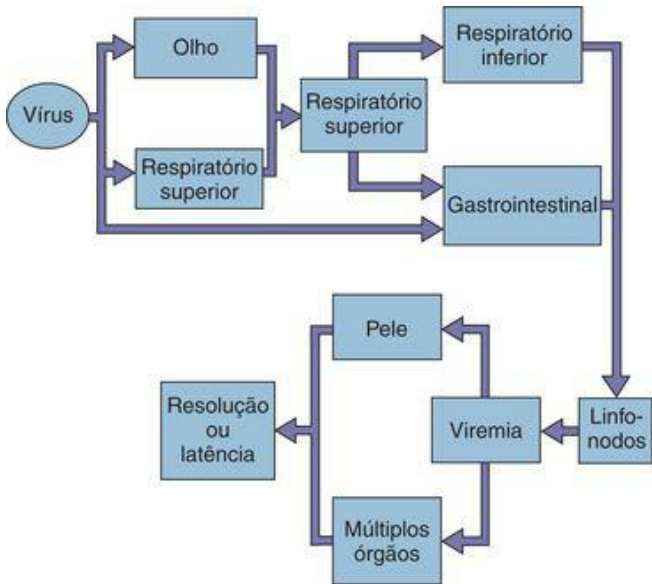 Vírus
Olho
Respiratório
superior
Respiratório
superior
Respiratório
inferior
Gastrointestinal
Linfo-
nodos
Viremia
Pele
Múltiplos
órgãos
Resolução
ou
latência